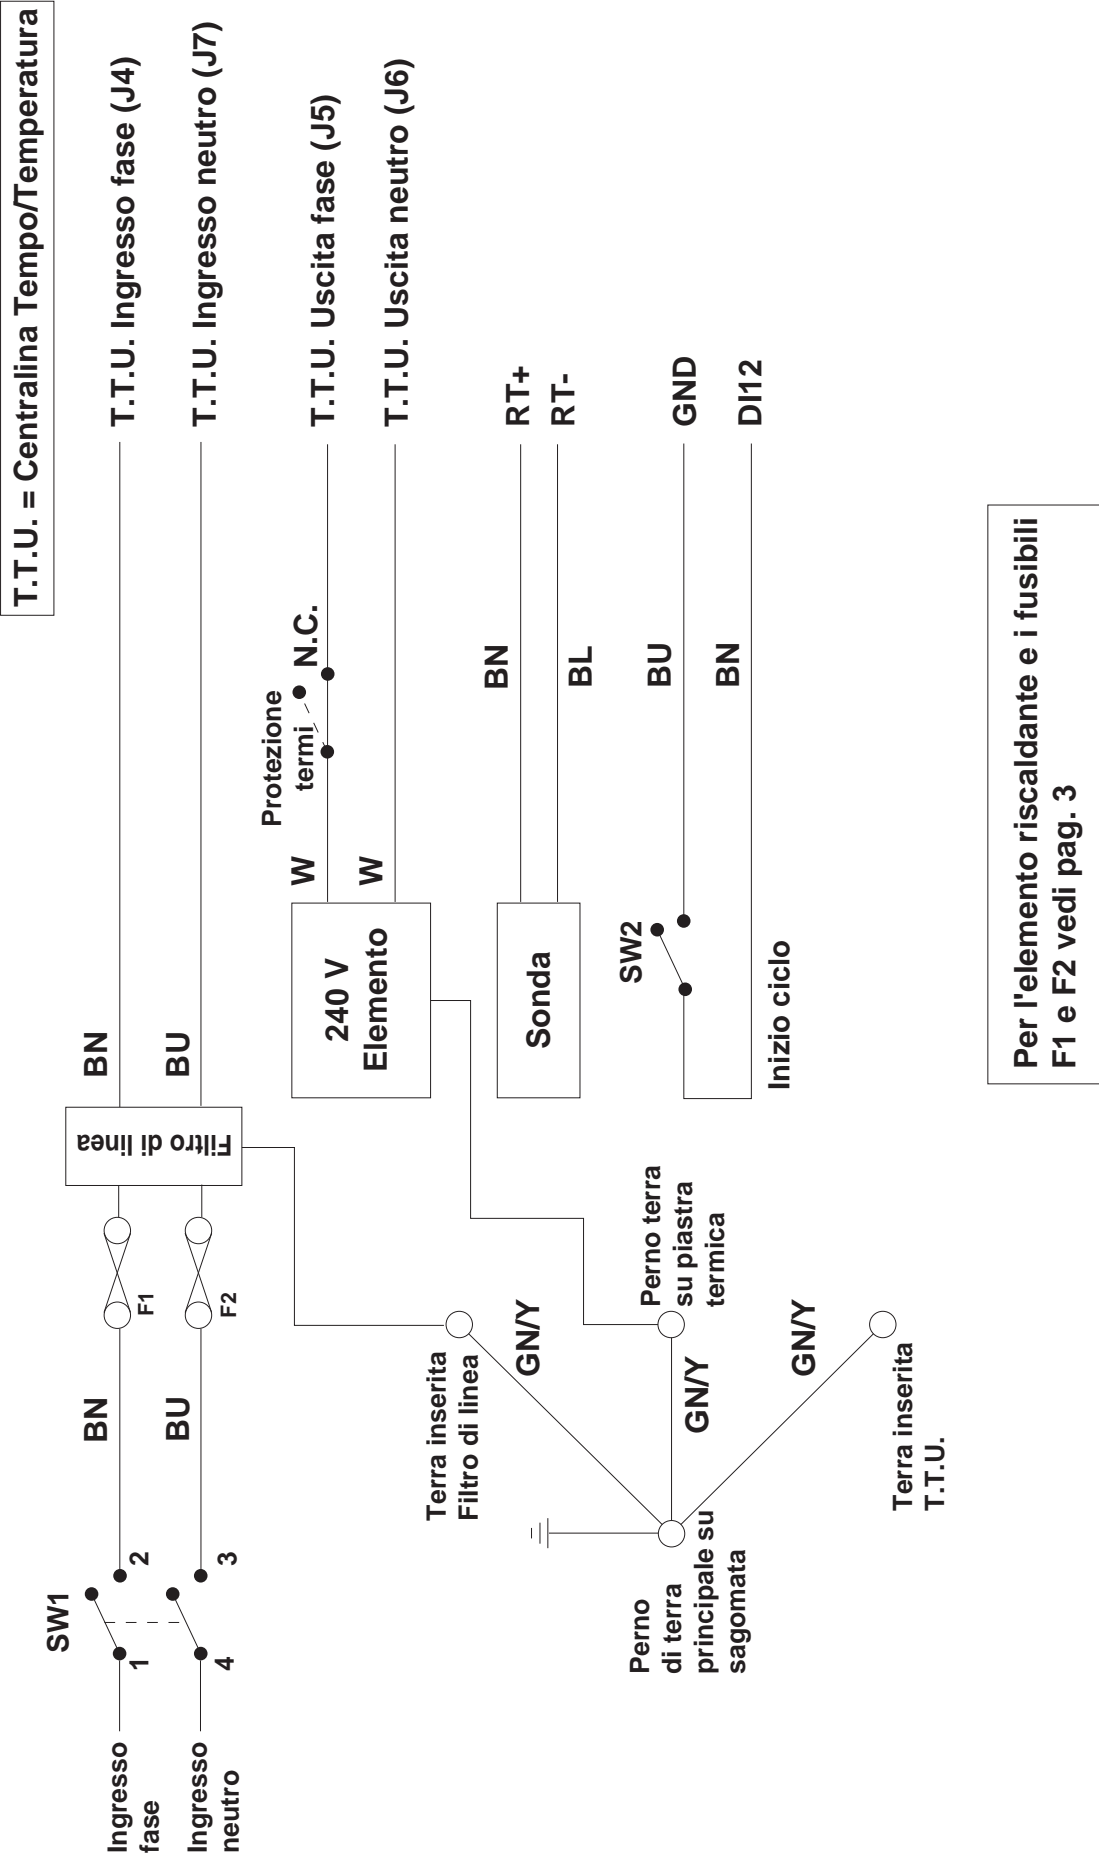 T.T.U. = Centralina Tempo/Temperatura
Ingresso
fase
Ingresso
neutro
SW1
1
2
4
3
BN
BU
F1
F2
Filtro di linea
BN
BU
T.T.U. Ingresso fase (J4)
T.T.U. Ingresso neutro (J7)
240 V
Elemento
W
W
Protezione
termi
N.C.
T.T.U. Uscita fase (J5)
T.T.U. Uscita neutro (J6)
Sonda
BN
BL
RT+
RT-
SW2
Inizio ciclo
BU
BN
GND
DI12
Terra inserita
Filtro di linea
GN/Y
Perno terra
su piastra
termica
GN/Y
GN/Y
Perno
di terra
principale su
sagomata
Terra inserita
T.T.U.
Per l'elemento riscaldante e i fusibili
F1 e F2 vedi pag. 3